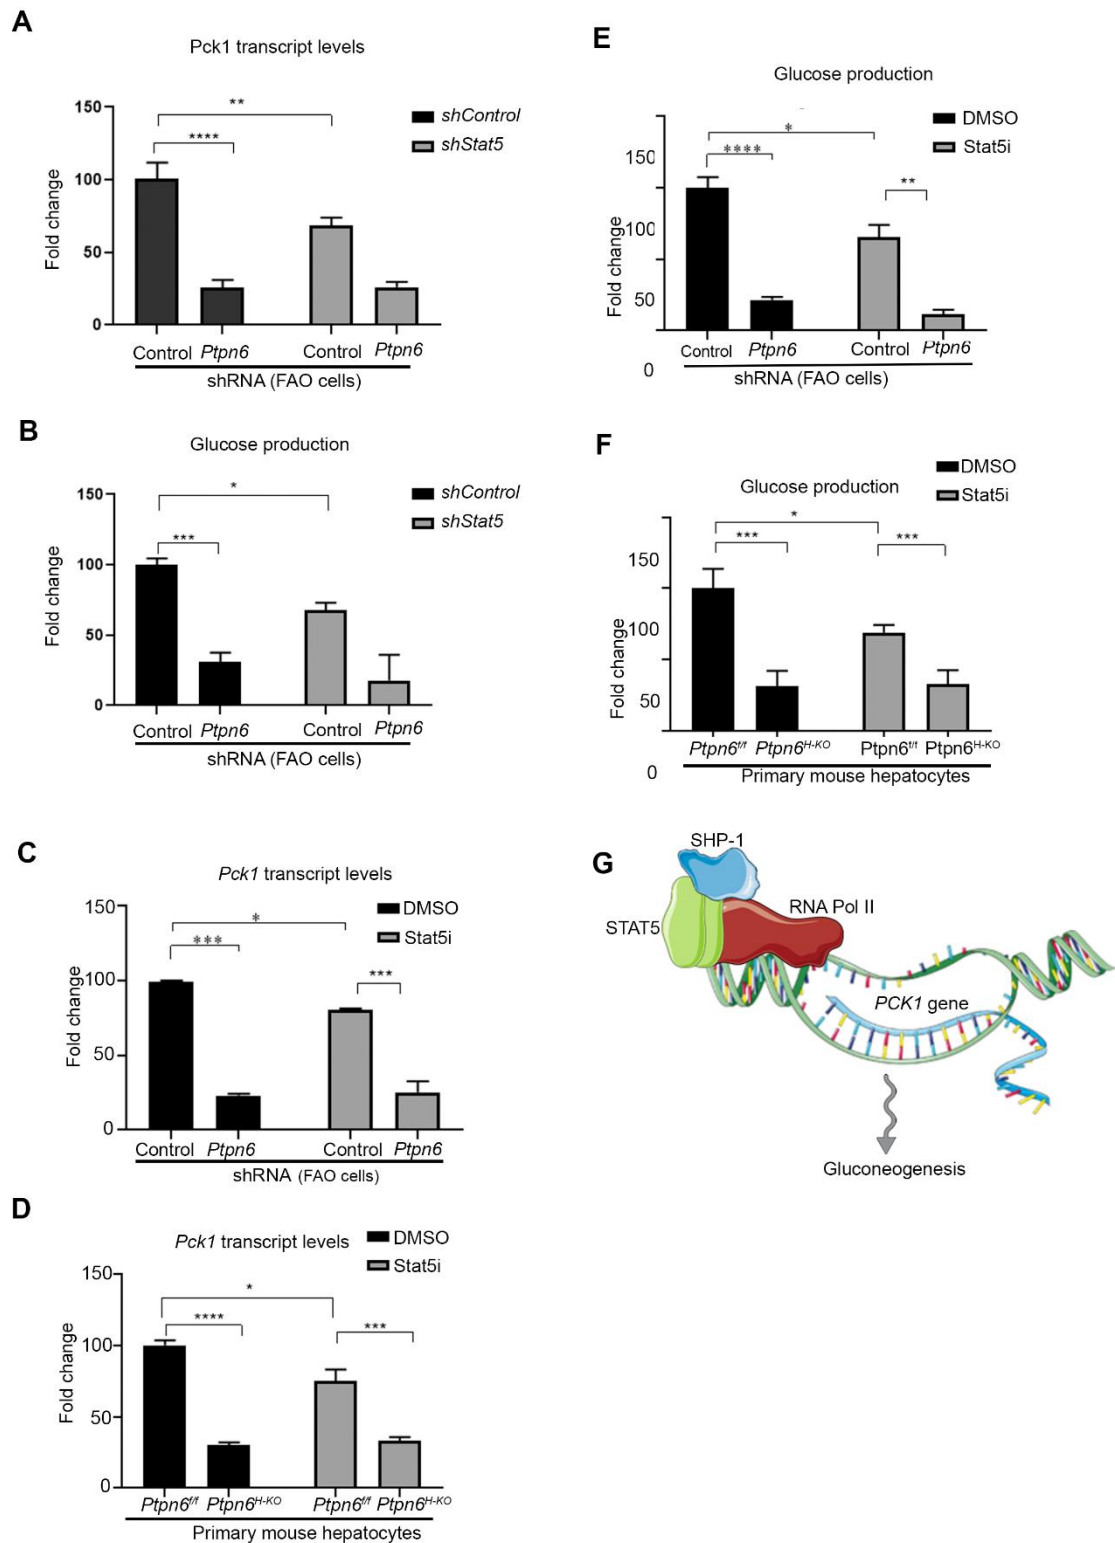 A
Pck1 transcript levels
150
100
50
0
Fold change
**
****
shControl
shStat5
Control Ptpn6 Control Ptpn6
shRNA (FAO cells)
B
Glucose production
150
100
50
0
Fold change
*
***
shControl
shStat5
Control Ptpn6 Control Ptpn6
shRNA (FAO cells)
C
Pck1 transcript levels
150
100
50
0
Fold change
*
***
***
DMSO
Stat5i
Control Ptpn6 Control Ptpn6
shRNA (FAO cells)
D
Pck1 transcript levels
150
100
50
0
Fold change
*
****
***
DMSO
Stat5i
Ptpn6f/f Ptpn6H-KO Ptpn6f/f Ptpn6H-KO
Primary mouse hepatocytes
E
Glucose production
150
100
50
0
Fold change
*
****
**
DMSO
Stat5i
Control Ptpn6 Control Ptpn6
shRNA (FAO cells)
F
Glucose production
150
100
50
0
Fold change
*
***
***
DMSO
Stat5i
Ptpn6f/f Ptpn6H-KO Ptpn6f/f Ptpn6H-KO
Primary mouse hepatocytes
G
SHP-1
STAT5
RNA Pol II
PCK1 gene
Gluconeogenesis